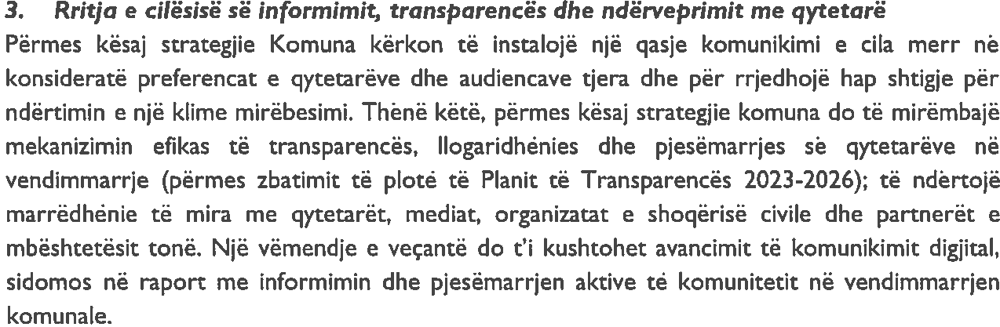 3. Rritja e cilësisë së informimit, transparencës dhe ndërveprimit me qytetarë
Përmes kësaj strategjie Komuna kërkon të instalojë një qasje komunikimi e cila merr në
konsideratë preferencat e qytetarëve dhe audiencave tjera dhe për rrjedhojë hap shtigje për
ndërtimin e një klime mirëbesimi. Thënë këtë, përmes kësaj strategjie komuna do të mirëmbajë
mekanizimin efikas të transparencës, llogaridhënies dhe pjesëmarrjes së qytetarëve në
vendimmarrje (përmes zbatimit të plotë të Planit të Transparencës 2023-2026); të ndërtojë
marrëdhënie të mira me qytetarët, mediat, organizatat e shoqërisë civile dhe partnerët e
mbështetësit tonë. Një vëmendje e veçantë do t'i kushtohet avancimit të komunikimit digjital,
sidomos në raport me informimin dhe pjesëmarrjen aktive të komunitetit në vendimmarrjen
komunale.